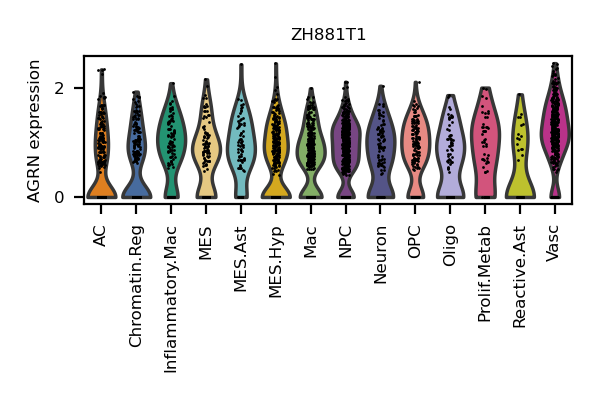 ZH881T1
AGRN expression
2
0
AC
Chromatin.Reg
Inflammatory.Mac
MES
MES.Ast
MES.Hyp
Mac
NPC
Neuron
OPC
Oligo
Prolif.Metab
Reactive.Ast
Vasc